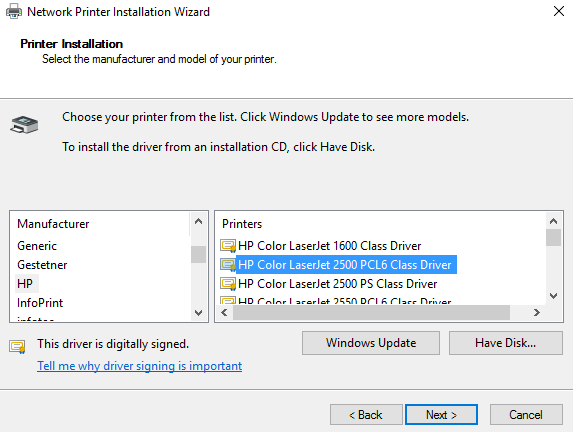 Network Printer Installation Wizard
Printer Installation
Select the manufacturer and model of your printer.
Choose your printer from the list. Click Windows Update to see more models.
To install the driver from an installation CD, click Have Disk.
Manufacturer
Generic
Gestetner
HP
InfoPrint
infotec
Printers
HP Color LaserJet 1600 Class Driver
HP Color LaserJet 2500 PCL6 Class Driver
HP Color LaserJet 2500 PS Class Driver
HP Color LaserJet 2550 PCL6 Class Driver
This driver is digitally signed.
Tell me why driver signing is important
Windows Update
Have Disk...
< Back
Next >
Cancel